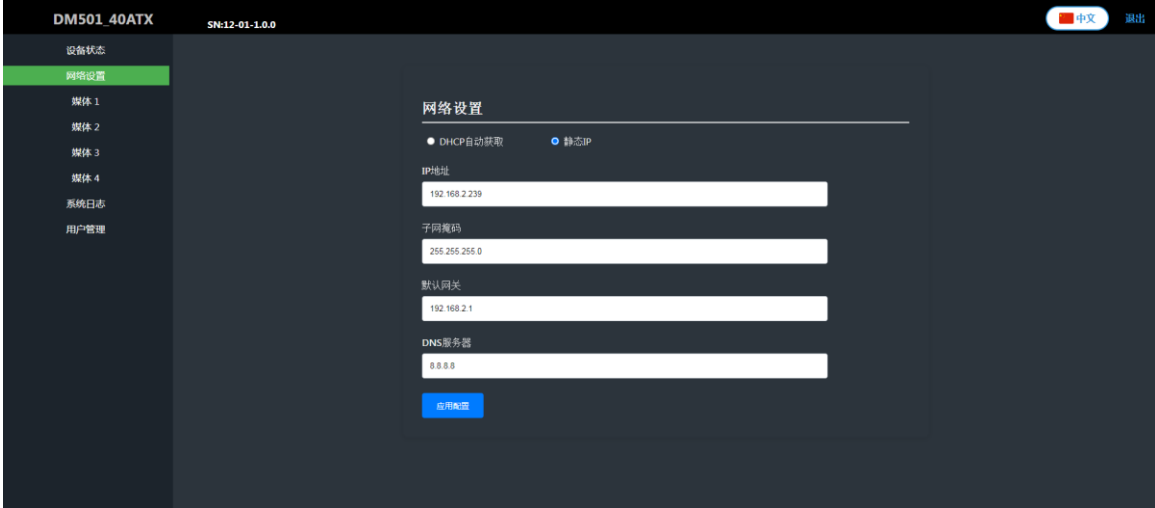 DM501_40ATX
SN:12-01-1.0.0
中文
退出
设备状态
网络设置
媒体 1
媒体 2
媒体 3
媒体 4
系统日志
用户管理
网络设置
DHCP自动获取
静态IP
IP地址
192.168.2.239
子网掩码
255.255.255.0
默认网关
192.168.2.1
DNS服务器
8.8.8.8
应用配置